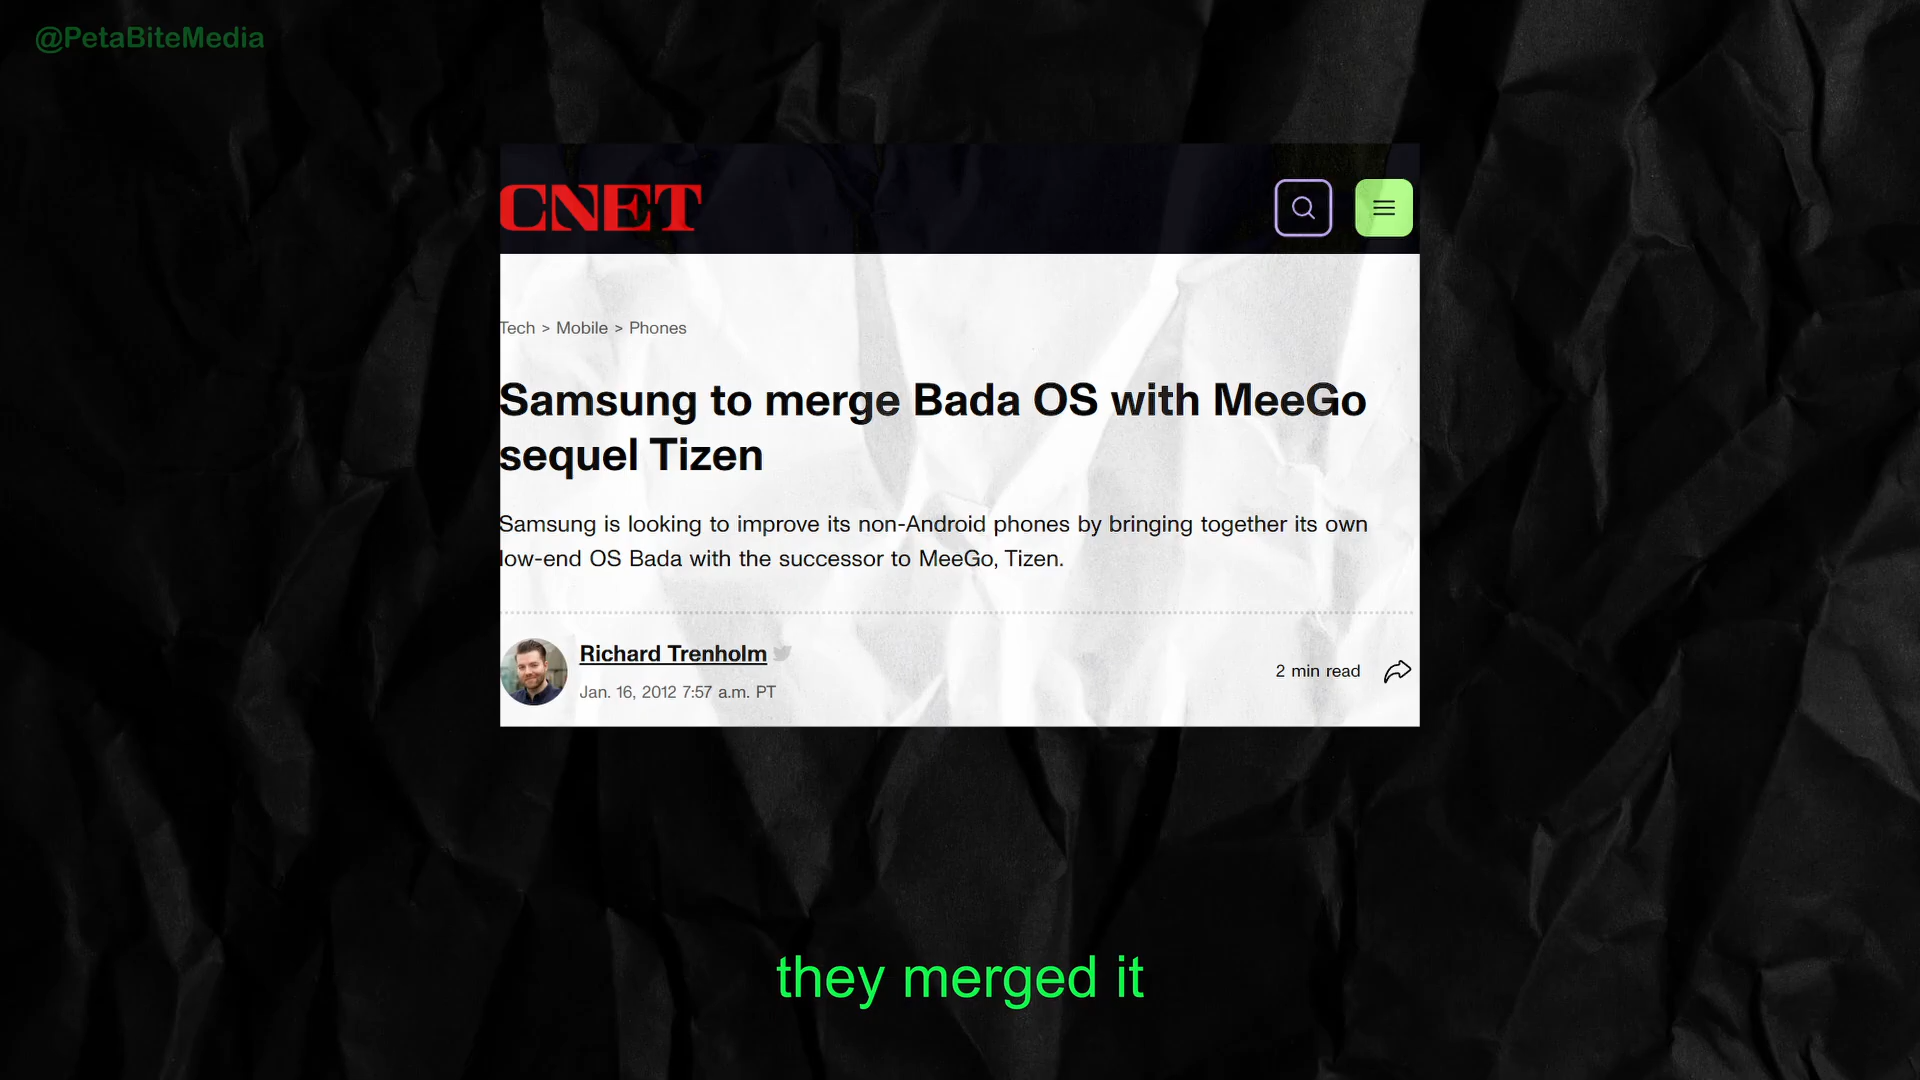 @PetaBiteMedia
CNET
Tech > Mobile > Phones
Samsung to merge Bada OS with MeeGo
sequel Tizen
Samsung is looking to improve its non-Android phones by bringing together its own
low-end OS Bada with the successor to MeeGo, Tizen.
Richard Trenholm
Jan. 16, 2012 7:57 a.m. PT
2 min read
they merged it